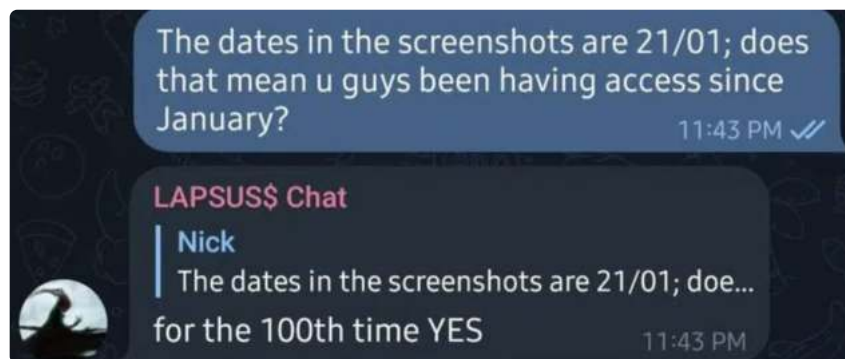 The dates in the screenshots are 21/01; does
that mean u guys been having access since
January?
11:43 PM
LAPSUS$ Chat
Nick
The dates in the screenshots are 21/01; doe...
for the 100th time YES
11:43 PM